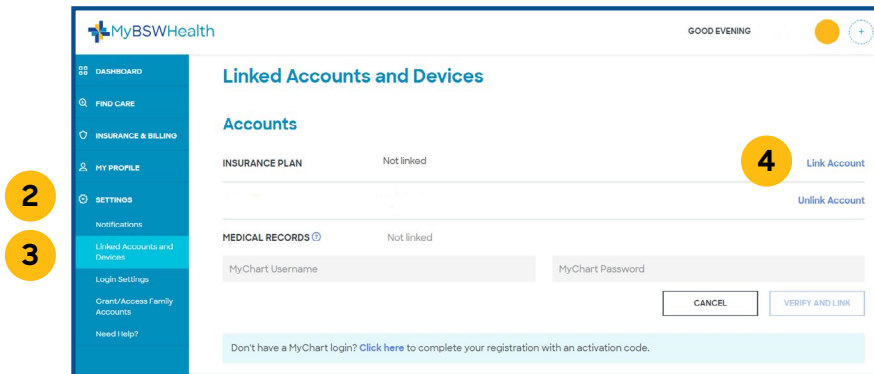 MyBSWHealth
GOOD EVENING
+
DASHBOARD
FIND CARE
INSURANCE & BILLING
MY PROFILE
2
SETTINGS
Notifications
3
Linked Accounts and
Devices
Login Settings
Grant/Access Family
Accounts
Need Help?
Linked Accounts and Devices
Accounts
INSURANCE PLAN Not linked 4 Link Account
Unlink Account
MEDICAL RECORDS ? Not linked
MyChart Username MyChart Password
CANCEL VERIFY AND LINK
Don't have a MyChart login? Click here to complete your registration with an activation code.